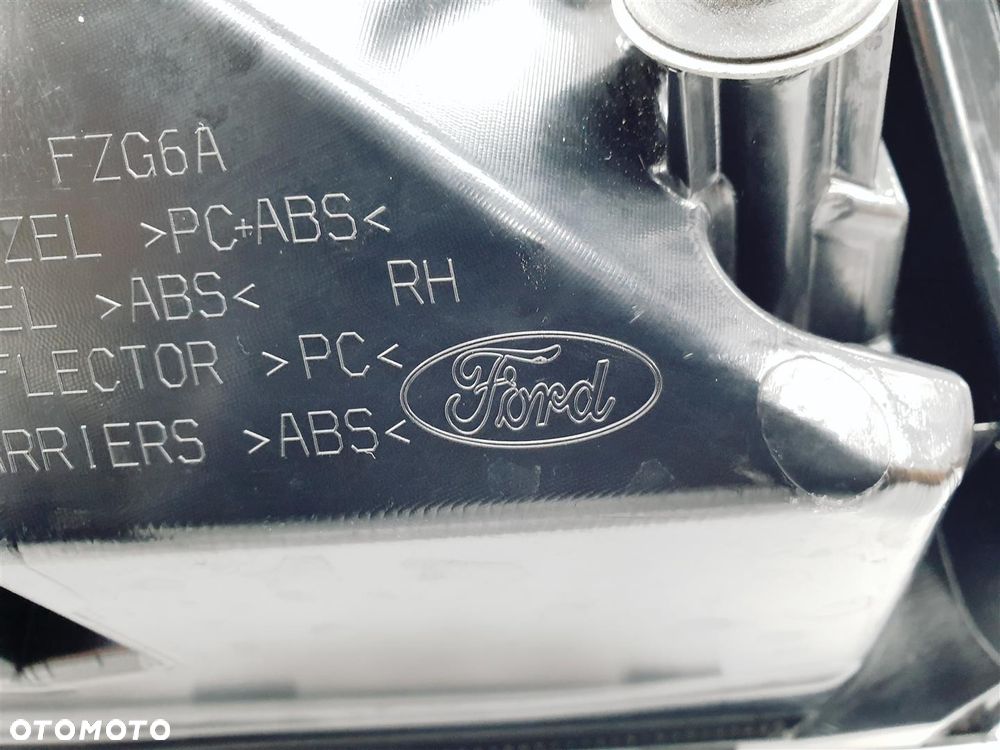 FZG6A
ZEL >PC+ABS<
EL >ABS< RH
FLECTOR >PC<
Ford
ARRIERS >ABS<
OTOMOTO